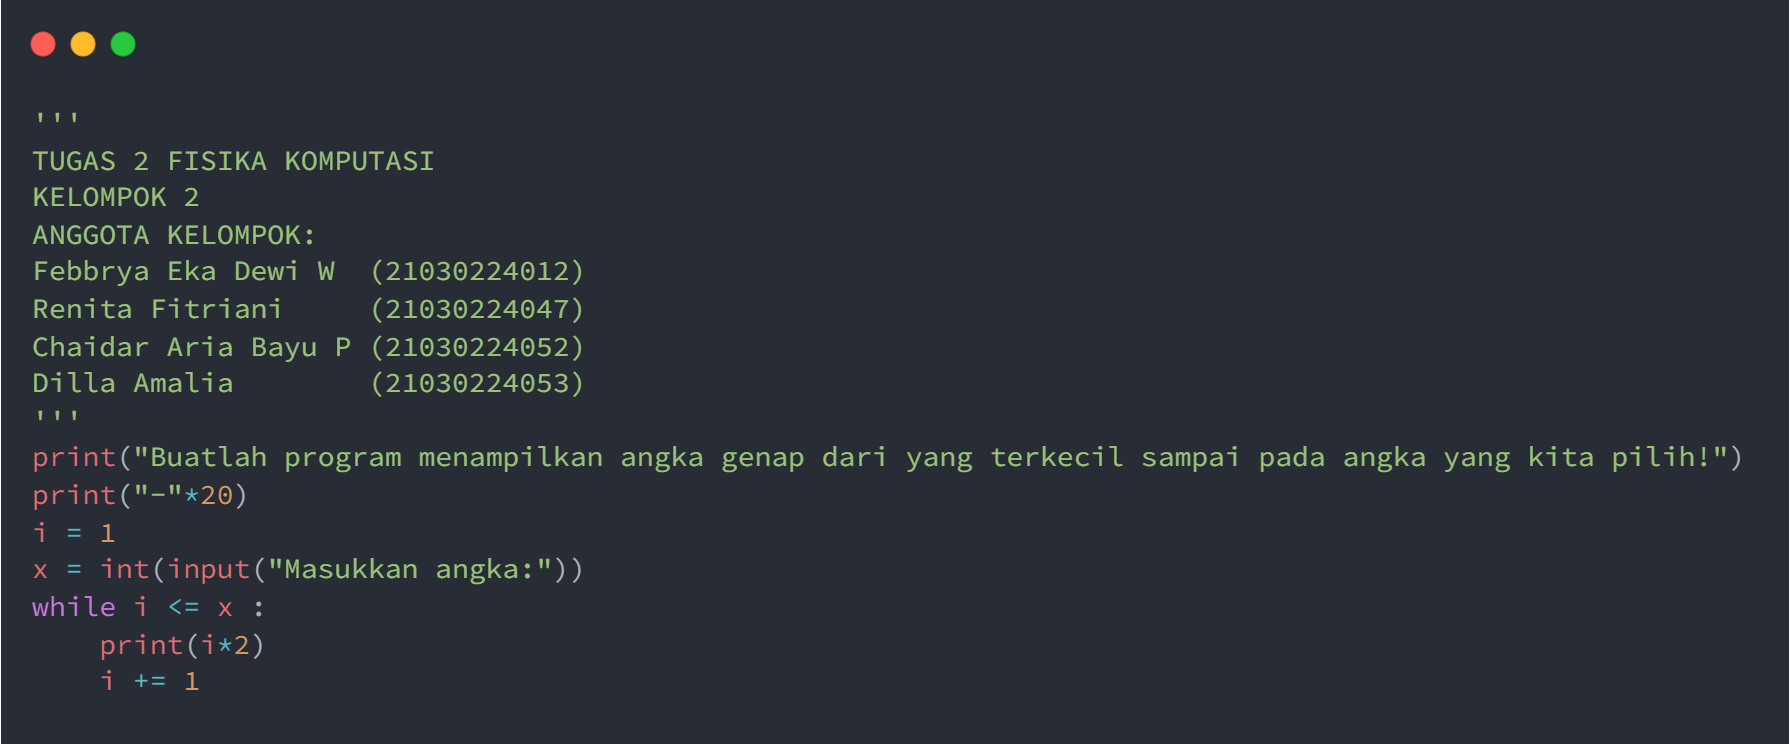 '''
TUGAS 2 FISIKA KOMPUTASI
KELOMPOK 2
ANGGOTA KELOMPOK:
Febbrya Eka Dewi W  (21030224012)
Renita Fitriani     (21030224047)
Chaidar Aria Bayu P (21030224052)
Dilla Amalia        (21030224053)
'''
print("Buatlah program menampilkan angka genap dari yang terkecil sampai pada angka yang kita pilih!")
print("-"*20)
i = 1
x = int(input("Masukkan angka:"))
while i <= x :
    print(i*2)
    i += 1